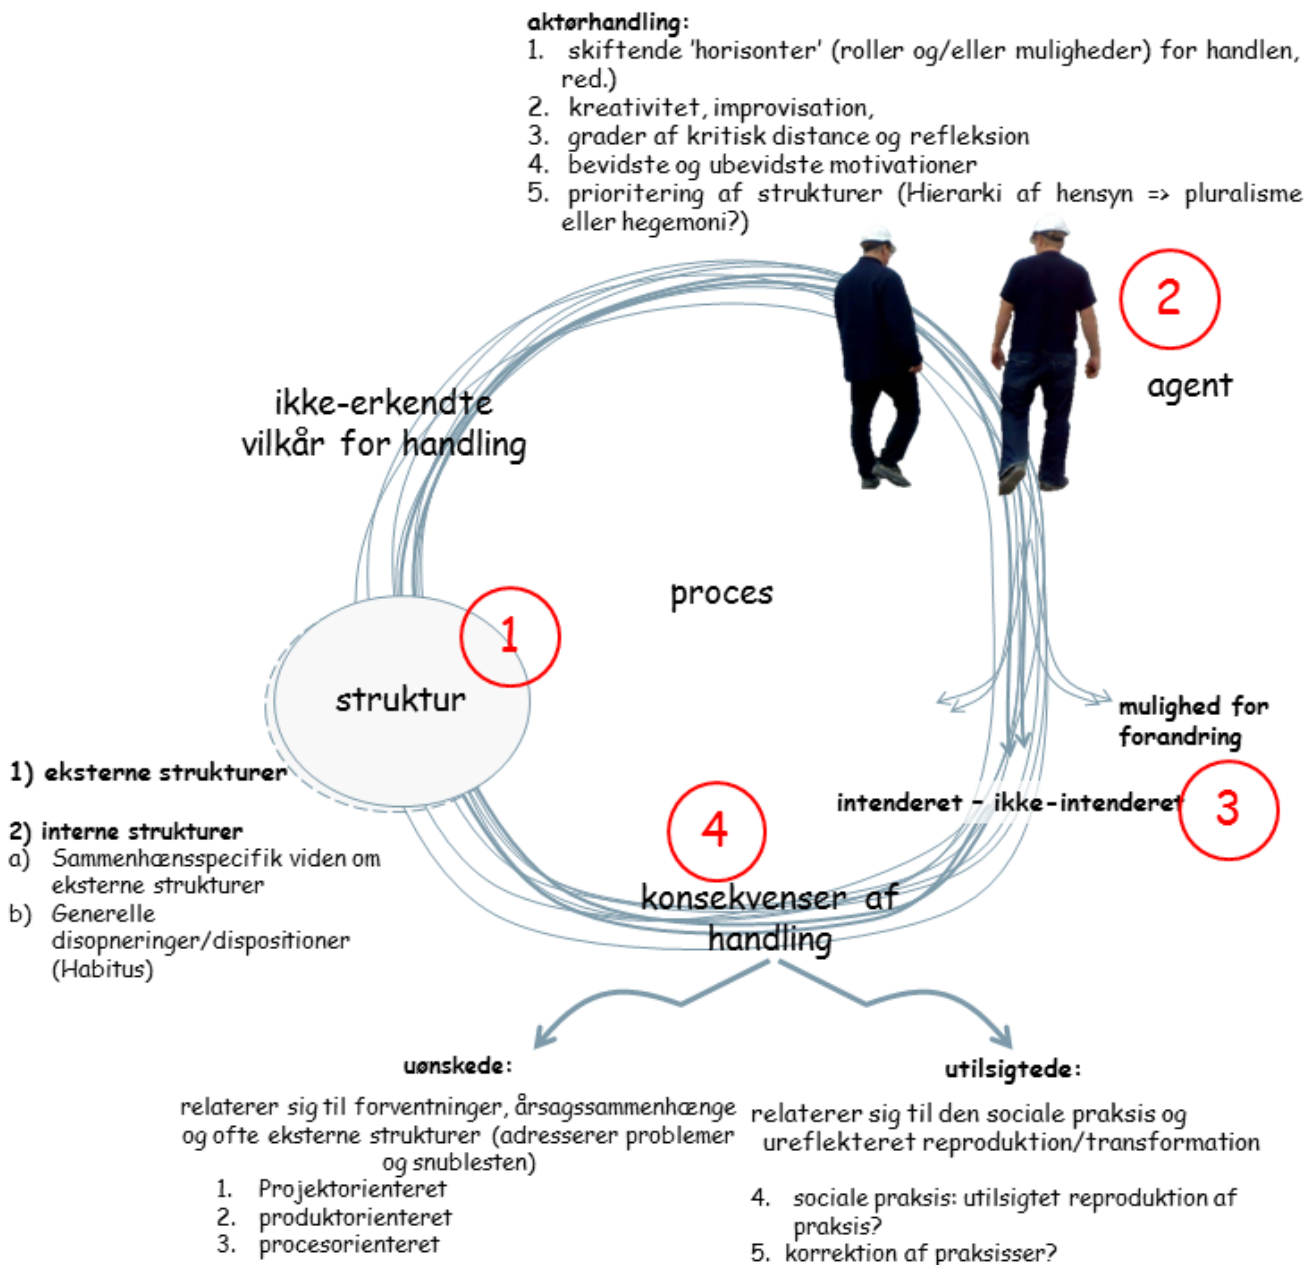 aktørhandling:
1. skiftende 'horisonter' (roller og/eller muligheder) for handlen,
red.)
2. kreativitet, improvisation,
3. grader af kritisk distance og refleksion
4. bevidste og ubevidste motivationer
5. prioritering af strukturer (Hierarki af hensyn => pluralisme
eller hegemoni?)
2
agent
ikke-erkendte
vilkår for handling
proces
1
struktur
mulighed for
forandring
1) eksterne strukturer
intenderet - ikke-intenderet
3
4
2) interne strukturer
a) Sammenhænsspecifik viden om
eksterne strukturer
b) Generelle
disopneringer/dispositioner
(Habitus)
konsekvenser af
handling
uønskede:
relaterer sig til forventninger, årsagssammenhænge
og ofte eksterne strukturer (adresserer problemer
og snublesten)
1. Projektorienteret
2. produktorienteret
3. procesorienteret
utilsigtede:
relaterer sig til den sociale praksis og
ureflekteret reproduktion/transformation
4. sociale praksis: utilsigtet reproduktion af
praksis?
5. korrektion af praksisser?